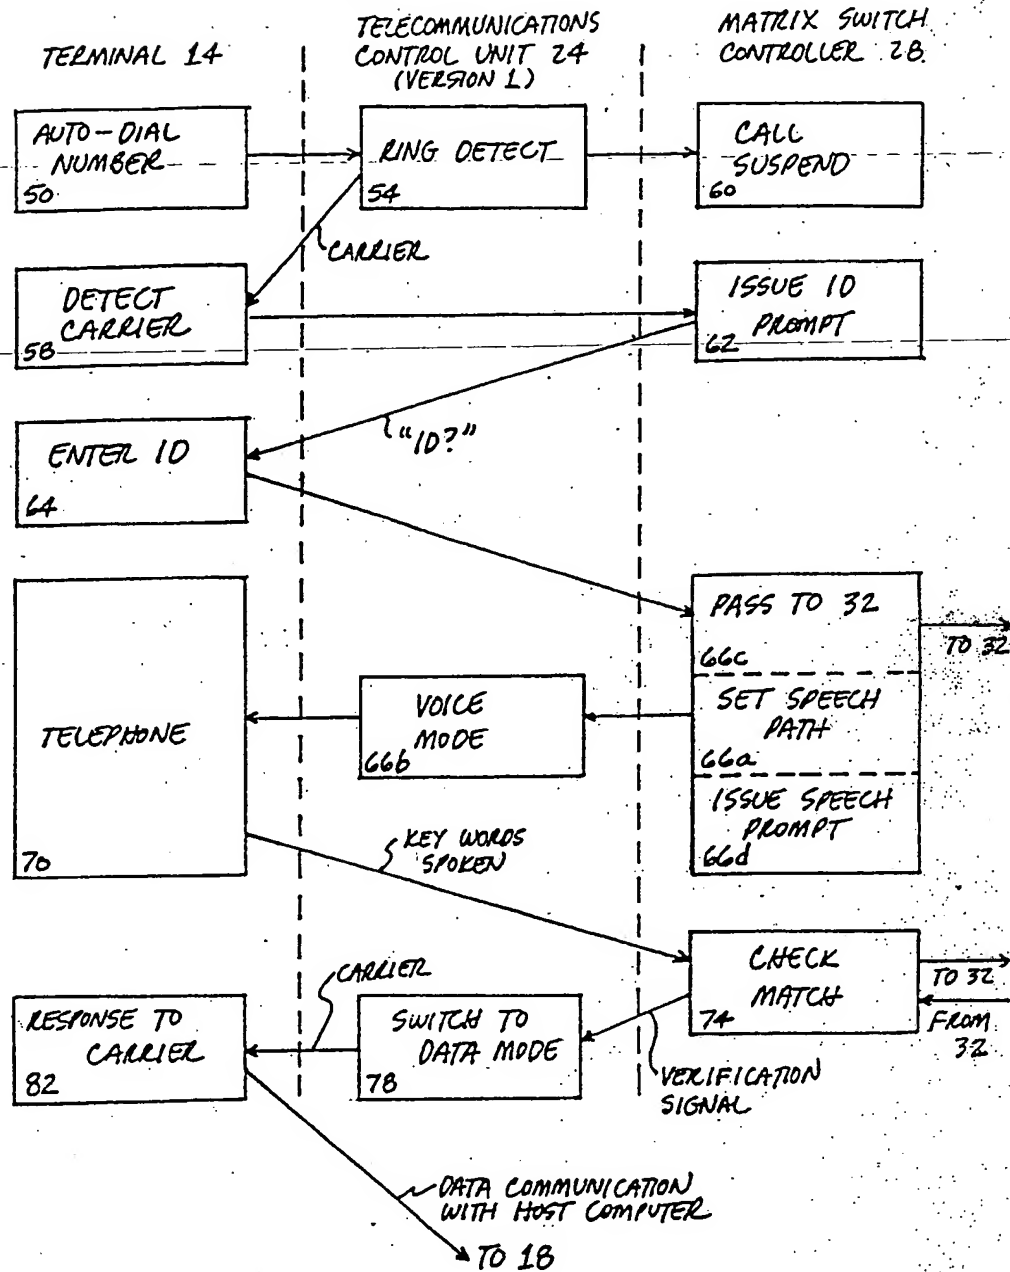 TERMINAL 14
TELECOMMUNICATIONS
CONTROL UNIT 24
(VERSION 1)
MATRIX SWITCH
CONTROLLER 28.
AUTO-DIAL
NUMBER
50
RING DETECT
54
CALL
SUSPEND
60
CARRIER
DETECT
CARRIER
58
ISSUE ID
PROMPT
62
"ID?"
ENTER ID
64
PASS TO 32
66c
TO 32
TELEPHONE
70
VOICE
MODE
66b
SET SPEECH
PATH
66a
ISSUE SPEECH
PROMPT
66d
KEY WORDS
SPOKEN
CHECK
MATCH
74
TO 32
FROM
32
CARRIER
RESPONSE TO
CARRIER
82
SWITCH TO
DATA MODE
78
VERIFICATION
SIGNAL
DATA COMMUNICATION
WITH HOST COMPUTER
TO 18